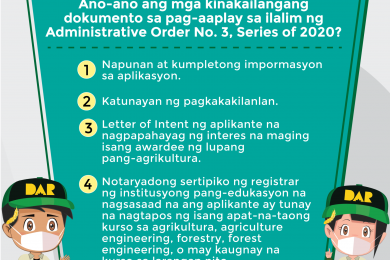 Ano-ano ang mga kinakailangang
dokumento sa pag-aaplay sa ilalim ng
Administrative Order No. 3, Series of 2020?
1 Napunan at kumpletong impormasyon
sa aplikasyon.
2 Katunayan ng pagkakakilanlan.
3 Letter of Intent ng aplikante na
nagpapahayag ng interes na maging
isang awardee ng lupang
pang-agrikultura.
4 Notaryadong sertipiko ng registrar
ng institusyong pang-edukasyon na
nagsasaad na ang aplikante ay tunay
na nagtapos ng isang apat-na-taong
kurso sa agrikultura, agriculture
engineering, forestry, forest
engineering, o may kaugnay na
kurso sa larangan nito.
DAR
DAR